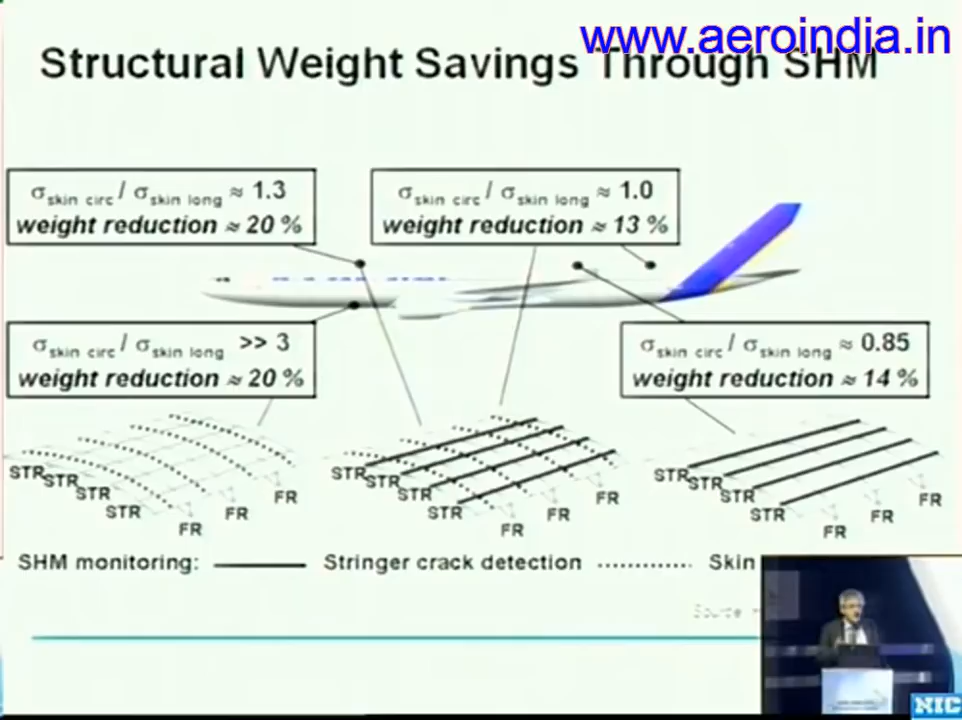 www.aeroindia.in
Structural Weight Savings Through SHM
σskin circ / σskin long ≈ 1.3
weight reduction ≈ 20 %
σskin circ / σskin long ≈ 1.0
weight reduction ≈ 13 %
σskin circ / σskin long >> 3
weight reduction ≈ 20 %
σskin circ / σskin long ≈ 0.85
weight reduction ≈ 14 %
STR STR STR STR FR FR FR
STR STR STR STR FR FR FR
STR STR STR STR FR FR FR
SHM monitoring: Stringer crack detection Skin
Source
NIC